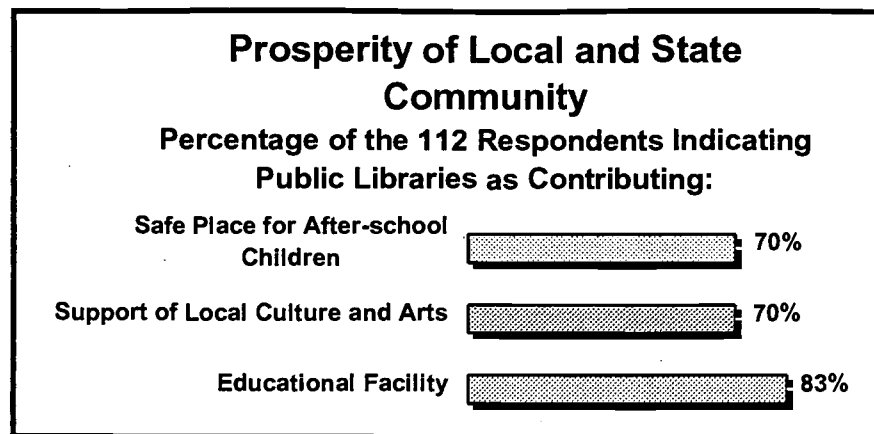 Prosperity of Local and State
Community
Percentage of the 112 Respondents Indicating
Public Libraries as Contributing:
Safe Place for After-school
Children
70%
Support of Local Culture and Arts
70%
Educational Facility
83%